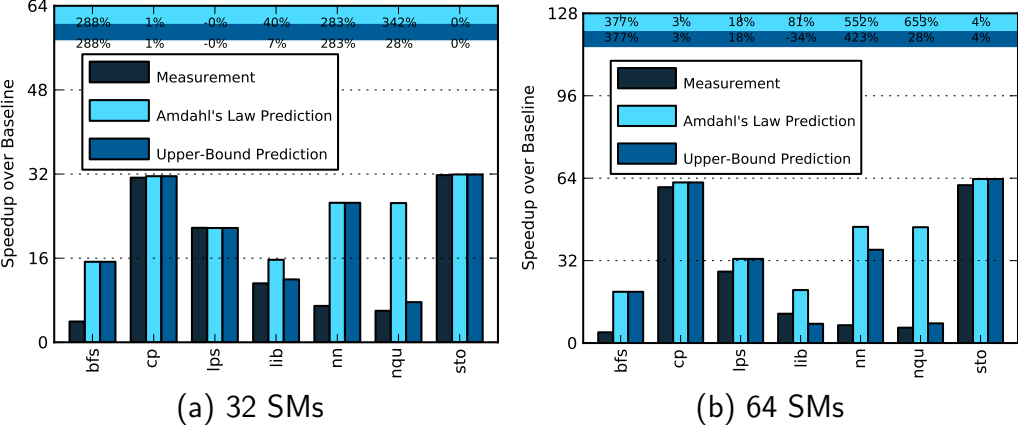 64
48
32
16
0
Speedup over Baseline
288% 1% -0% 40% 283% 342% 0%
288% 1% -0% 7% 283% 28% 0%
Measurement
Amdahl's Law Prediction
Upper-Bound Prediction
bfs cp lps lib nn nqu sto
(a) 32 SMs
128
96
64
32
0
Speedup over Baseline
377% 3% 18% 81% 552% 653% 4%
377% 3% 18% -34% 423% 28% 4%
Measurement
Amdahl's Law Prediction
Upper-Bound Prediction
bfs cp lps lib nn nqu sto
(b) 64 SMs